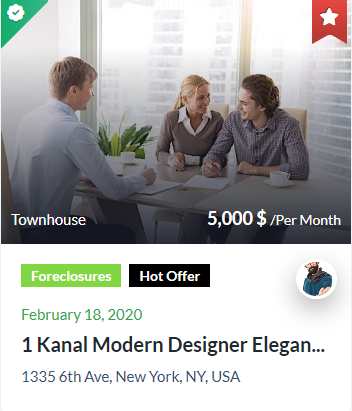 Townhouse
5,000 $ /Per Month
Foreclosures
Hot Offer
February 18, 2020
1 Kanal Modern Designer Elegan...
1335 6th Ave, New York, NY, USA